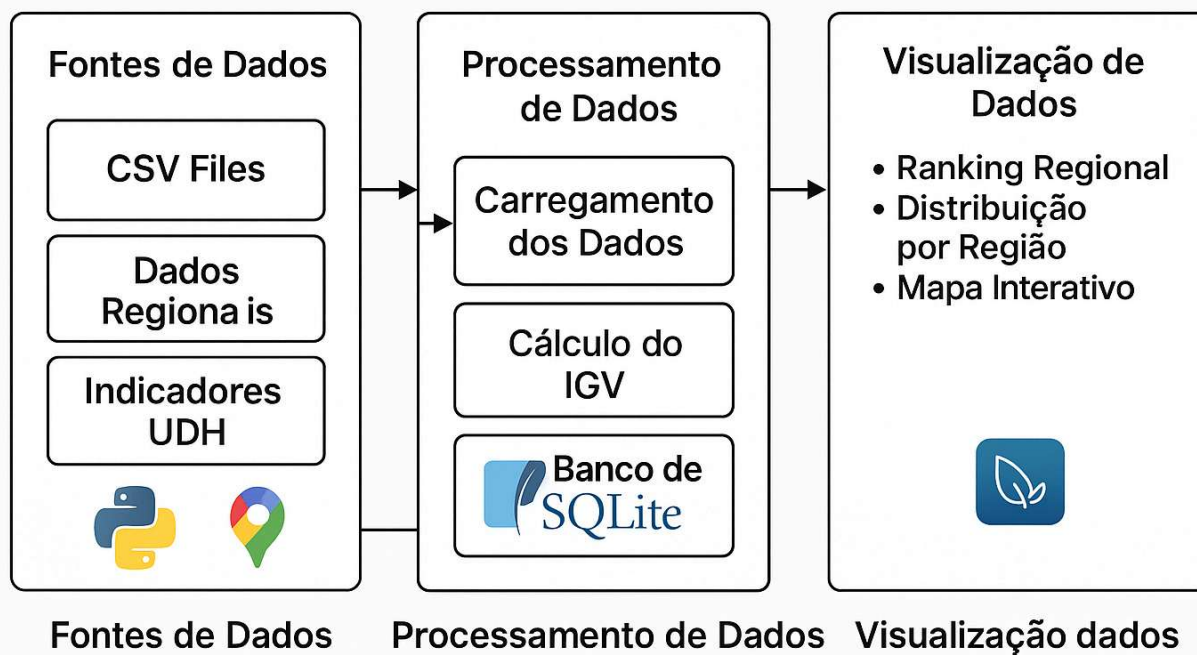 Fontes de Dados
CSV Files
Dados
Regiona is
Indicadores
UDH
Processamento
de Dados
Carregamento
dos Dados
Cálculo do
IGV
Banco de
SQLite
Visualização de
Dados
• Ranking Regional
• Distribuição
por Região
• Mapa Interativo
Fontes de Dados
Processamento de Dados
Visualização dados